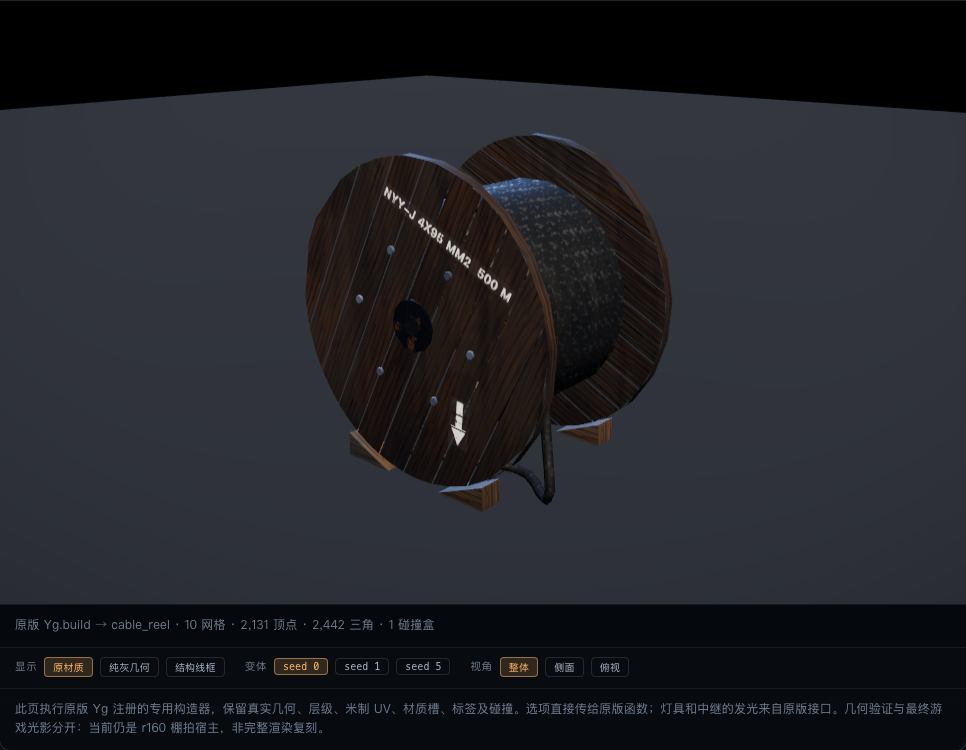 NYY-J 4X95 MM2 500 M
原版 Yg.build → cable_reel · 10 网格 · 2,131 顶点 · 2,442 三角 · 1 碰撞盒
显示 原材质 纯灰几何 结构线框 变体 seed 0 seed 1 seed 5 视角 整体 侧面 俯视
此页执行原版 Yg 注册的专用构造器，保留真实几何、层级、米制 UV、材质槽、标签及碰撞。选项直接传给原版函数；灯具和中继的发光来自原版接口。几何验证与最终游
戏光影分开：当前仍是 r160 棚拍宿主，非完整渲染复刻。